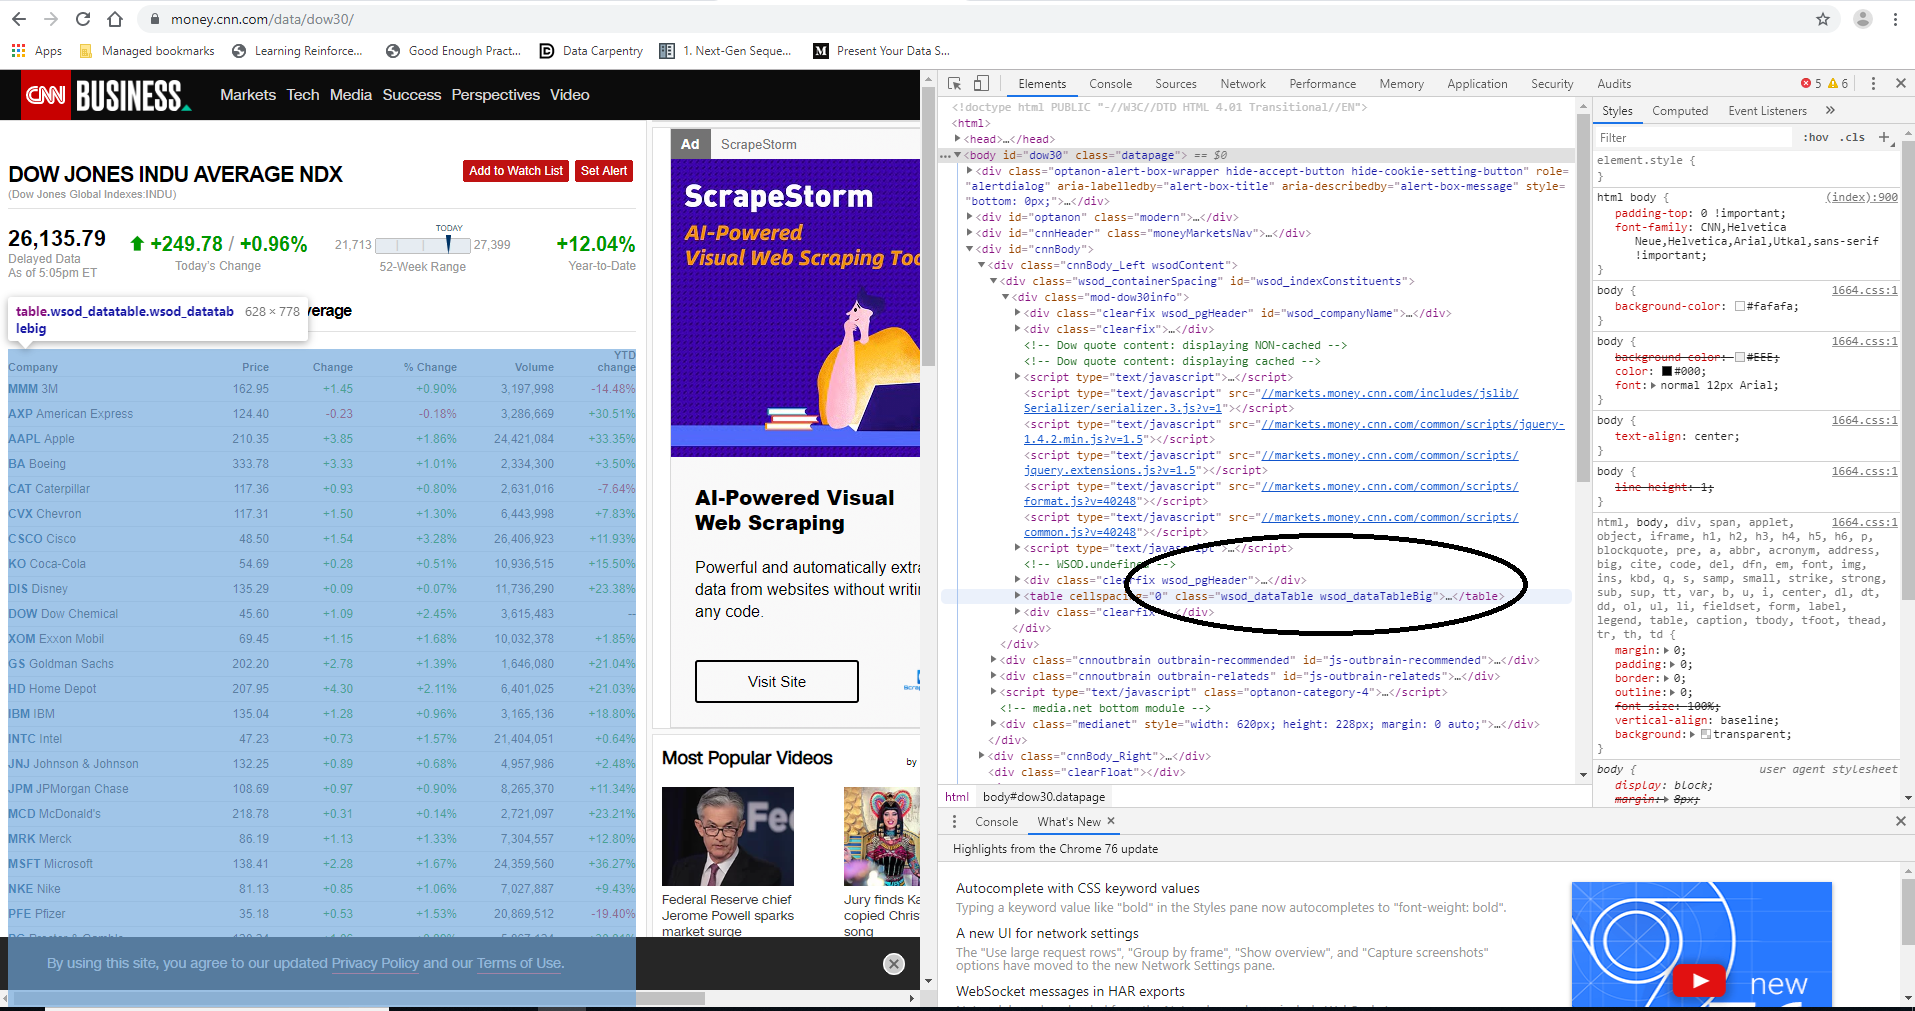 money.cnn.com/data/dow30/
Apps
Managed bookmarks
Learning Reinforce...
Good Enough Pract...
Data Carpentry
1. Next-Gen Seque...
Present Your Data S...
CNN BUSINESS
Markets Tech Media Success Perspectives Video
DOW JONES INDU AVERAGE NDX
(Dow Jones Global Indexes:INDU)
Add to Watch List
Set Alert
26,135.79
Delayed Data
As of 5:05pm ET
+249.78 / +0.96%
Today's Change
TODAY
21,713
27,399
52-Week Range
+12.04%
Year-to-Date
table.wsod_datatable.wsod_datatab
lebig
628 × 778
verage
Company Price Change % Change Volume YTD change
MMM 3M 162.95 +1.45 +0.90% 3,197,998 -14.48%
AXP American Express 124.40 -0.23 -0.18% 3,286,669 +30.51%
AAPL Apple 210.35 +3.85 +1.86% 24,421,084 +33.35%
BA Boeing 333.78 +3.33 +1.01% 2,334,300 +3.50%
CAT Caterpillar 117.36 +0.93 +0.80% 2,631,016 -7.64%
CVX Chevron 117.31 +1.50 +1.30% 6,443,998 +7.83%
CSCO Cisco 48.50 +1.54 +3.28% 26,406,923 +11.93%
KO Coca-Cola 54.69 +0.28 +0.51% 10,936,515 +15.50%
DIS Disney 135.29 +0.09 +0.07% 11,736,290 +23.38%
DOW Dow Chemical 45.60 +1.09 +2.45% 3,615,483 --
XOM Exxon Mobil 69.45 +1.15 +1.68% 10,032,378 +1.85%
GS Goldman Sachs 202.20 +2.78 +1.39% 1,646,080 +21.04%
HD Home Depot 207.95 +4.30 +2.11% 6,401,025 +21.03%
IBM IBM 135.04 +1.28 +0.96% 3,165,136 +18.80%
INTC Intel 47.23 +0.73 +1.57% 21,404,051 +0.64%
JNJ Johnson & Johnson 132.25 +0.89 +0.68% 4,957,986 +2.48%
JPM JPMorgan Chase 108.69 +0.97 +0.90% 8,265,370 +11.34%
MCD McDonald's 218.78 +0.31 +0.14% 2,721,097 +23.21%
MRK Merck 86.19 +1.13 +1.33% 7,304,557 +12.80%
MSFT Microsoft 138.41 +2.28 +1.67% 24,359,560 +36.27%
NKE Nike 81.13 +0.85 +1.06% 7,027,887 +9.43%
PFE Pfizer 35.18 +0.53 +1.53% 20,869,512 -19.40%
By using this site, you agree to our updated Privacy Policy and our Terms of Use.
Ad ScrapeStorm
ScrapeStorm
AI-Powered
Visual Web Scraping Too
AI-Powered Visual
Web Scraping
Powerful and automatically extra
data from websites without writin
any code.
Visit Site
Most Popular Videos
by
Federal Reserve chief
Jerome Powell sparks
market surge
Jury finds Ka
copied Chris
song
Elements Console Sources Network Performance Memory Application Security Audits 5 6
<!doctype html PUBLIC "-//W3C//DTD HTML 4.01 Transitional//EN">
<html>
<head>…</head>
<body id="dow30" class="datapage"> == $0
<div class="optanon-alert-box-wrapper hide-accept-button hide-cookie-setting-button" role=
"alertdialog" aria-labelledby="alert-box-title" aria-describedby="alert-box-message" style=
"bottom: 0px;">…</div>
<div id="optanon" class="modern">…</div>
<div id="cnnHeader" class="moneyMarketsNav">…</div>
<div id="cnnBody">
<div class="cnnBody_Left wsodContent">
<div class="wsod_containerSpacing" id="wsod_indexConstituents">
<div class="mod-dow30info">
<div class="clearfix wsod_pgHeader" id="wsod_companyName">…</div>
<div class="clearfix">…</div>
<!-- Dow quote content: displaying NON-cached -->
<!-- Dow quote content: displaying cached -->
<script type="text/javascript">…</script>
<script type="text/javascript" src="//markets.money.cnn.com/includes/jslib/
Serializer/serializer.3.js?v=1"></script>
<script type="text/javascript" src="//markets.money.cnn.com/common/scripts/jquery-
1.4.2.min.js?v=1.5"></script>
<script type="text/javascript" src="//markets.money.cnn.com/common/scripts/
jquery.extensions.js?v=1.5"></script>
<script type="text/javascript" src="//markets.money.cnn.com/common/scripts/
format.js?v=40248"></script>
<script type="text/javascript" src="//markets.money.cnn.com/common/scripts/
common.js?v=40248"></script>
<script type="text/javascript">…</script>
<!-- WSOD.undefined -->
<div class="clearfix wsod_pgHeader">…</div>
<table cellspacing="0" class="wsod_dataTable wsod_dataTableBig">…</table>
<div class="clearfix …</div>
</div>
</div>
<div class="cnnoutbrain outbrain-recommended" id="js-outbrain-recommended">…</div>
<div class="cnnoutbrain outbrain-relateds" id="js-outbrain-relateds">…</div>
<script type="text/javascript" class="optanon-category-4">…</script>
<!-- media.net bottom module -->
<div class="medianet" style="width: 620px; height: 228px; margin: 0 auto;">…</div>
</div>
<div class="cnnBody_Right">…</div>
<div class="clearFloat"></div>
html body#dow30.datapage
Styles Computed Event Listeners »
Filter :hov .cls +
element.style {
}
html body { (index):900
padding-top: 0 !important;
font-family: CNN,Helvetica
Neue,Helvetica,Arial,Utkal,sans-serif
!important;
}
body { 1664.css:1
background-color: #fafafa;
}
body { 1664.css:1
background-color: #EEE;
color: #000;
font: normal 12px Arial;
}
body { 1664.css:1
text-align: center;
}
body { 1664.css:1
line-height: 1;
}
html, body, div, span, applet, 1664.css:1
object, iframe, h1, h2, h3, h4, h5, h6, p,
blockquote, pre, a, abbr, acronym, address,
big, cite, code, del, dfn, em, font, img,
ins, kbd, q, s, samp, small, strike, strong,
sub, sup, tt, var, b, u, i, center, dl, dt,
dd, ol, ul, li, fieldset, form, label,
legend, table, caption, tbody, tfoot, thead,
tr, th, td {
margin: 0;
padding: 0;
border: 0;
outline: 0;
font-size: 100%;
vertical-align: baseline;
background: transparent;
}
body { user agent stylesheet
display: block;
margin: 8px;
Console What's New
Highlights from the Chrome 76 update
Autocomplete with CSS keyword values
Typing a keyword value like "bold" in the Styles pane now autocompletes to "font-weight: bold".
A new UI for network settings
The "Use large request rows", "Group by frame", "Show overview", and "Capture screenshots"
options have moved to the new Network Settings pane.
WebSocket messages in HAR exports
new